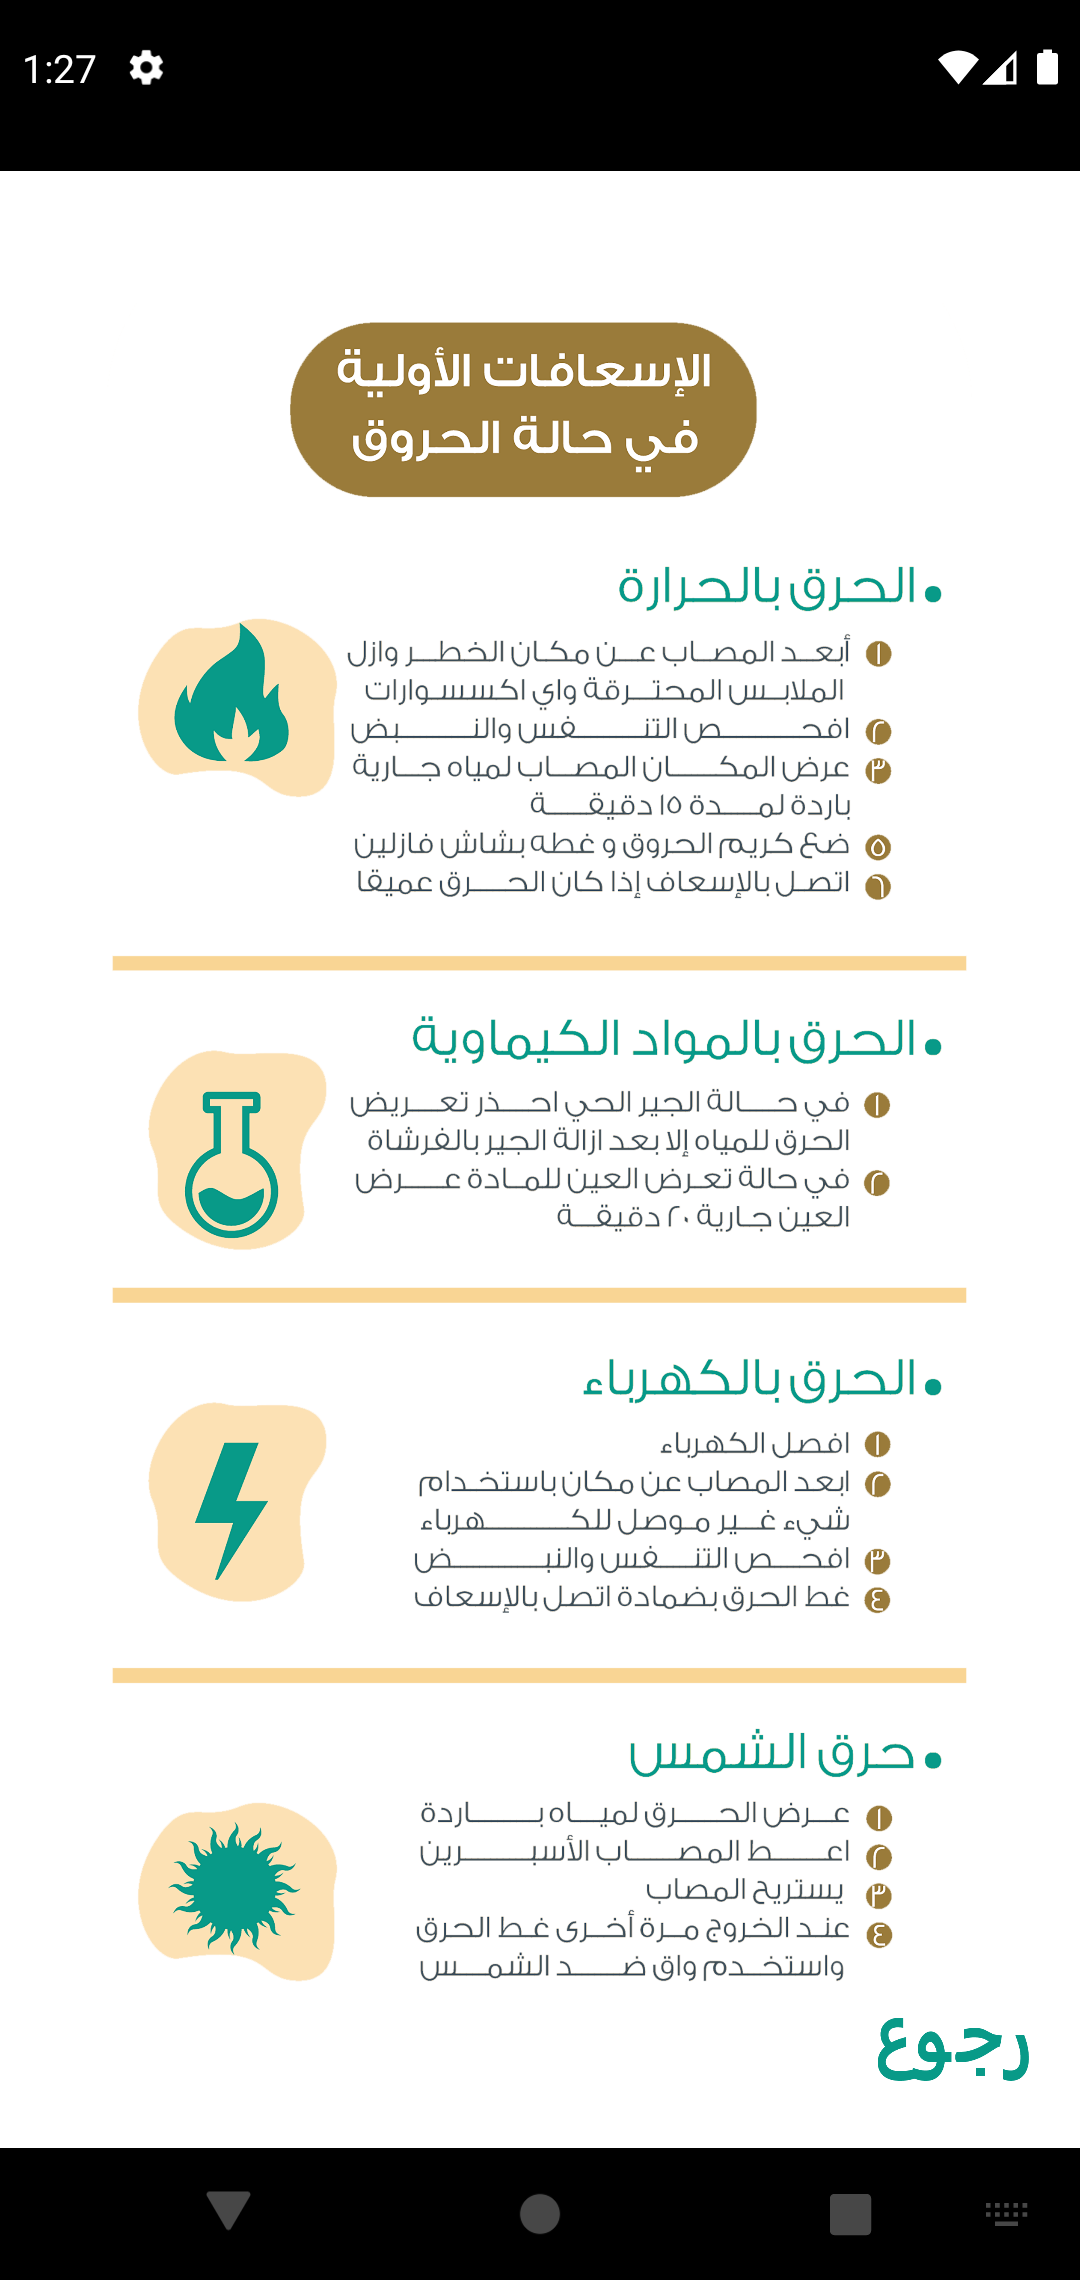 1:27
الإسعافات الأولية
في حالة الحروق
• الحرق بالحرارة
١ أبعد المصاب عن مكان الخطر وازل
الملابس المحترقة واي اكسسوارات
٢ افحص التنفس والنبض
٣ عرض المكان المصاب لمياه جارية
باردة لمدة ١٥ دقيقة
٥ ضع كريم الحروق و غطه بشاش فازلين
٦ اتصل بالإسعاف إذا كان الحرق عميقا
• الحرق بالمواد الكيماوية
١ في حالة الجير الحي احذر تعريض
الحرق للمياه إلا بعد ازالة الجير بالفرشاة
٢ في حالة تعرض العين للمادة عرض
العين جارية ٢٠ دقيقة
• الحرق بالكهرباء
١ افصل الكهرباء
٢ ابعد المصاب عن مكان باستخدام
شيء غير موصل للكهرباء
٣ افحص التنفس والنبض
٤ غط الحرق بضمادة اتصل بالإسعاف
• حرق الشمس
١ عرض الحرق لمياه باردة
٢ اعط المصاب الأسبرين
٣ يستريح المصاب
٤ عند الخروج مرة أخرى غط الحرق
واستخدم واق ضد الشمس
رجوع